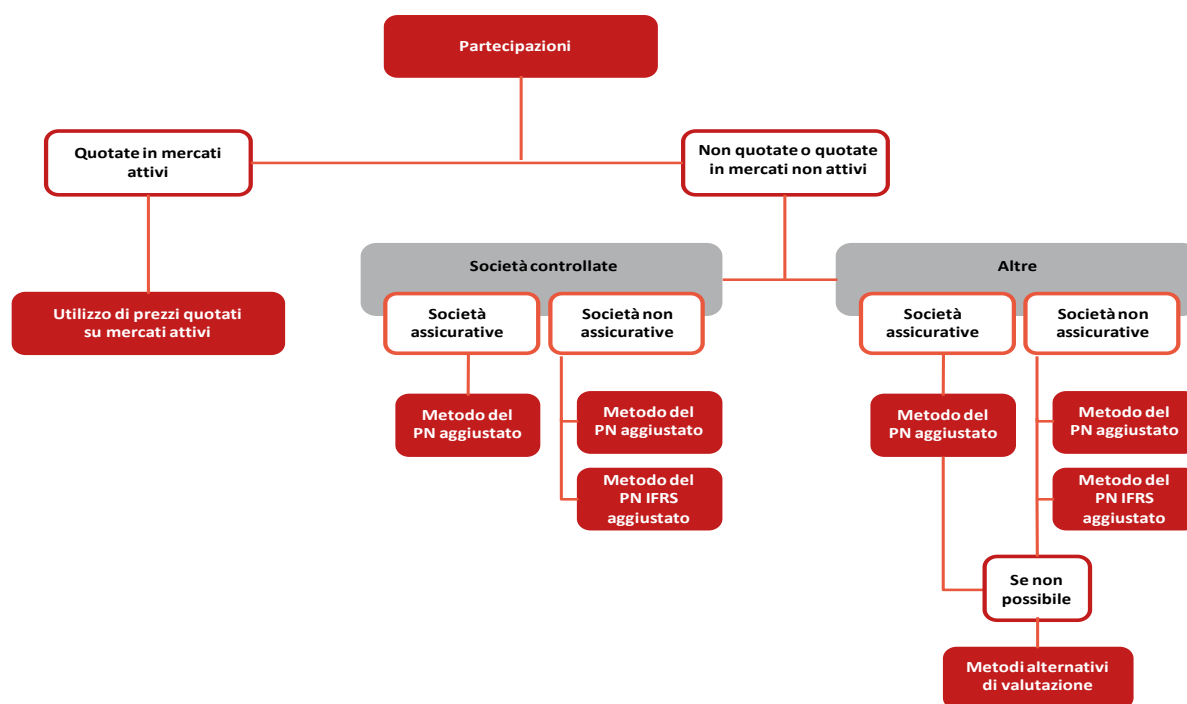 Partecipazioni
Quotate in mercati
attivi
Non quotate o quotate
in mercati non attivi
Utilizzo di prezzi quotati
su mercati attivi
Società controllate
Altre
Società
assicurative
Società non
assicurative
Società
assicurative
Società non
assicurative
Metodo del
PN aggiustato
Metodo del
PN aggiustato
Metodo del
PN IFRS
aggiustato
Metodo del
PN aggiustato
Metodo del
PN aggiustato
Metodo del
PN IFRS
aggiustato
Se non
possibile
Metodi alternativi
di valutazione